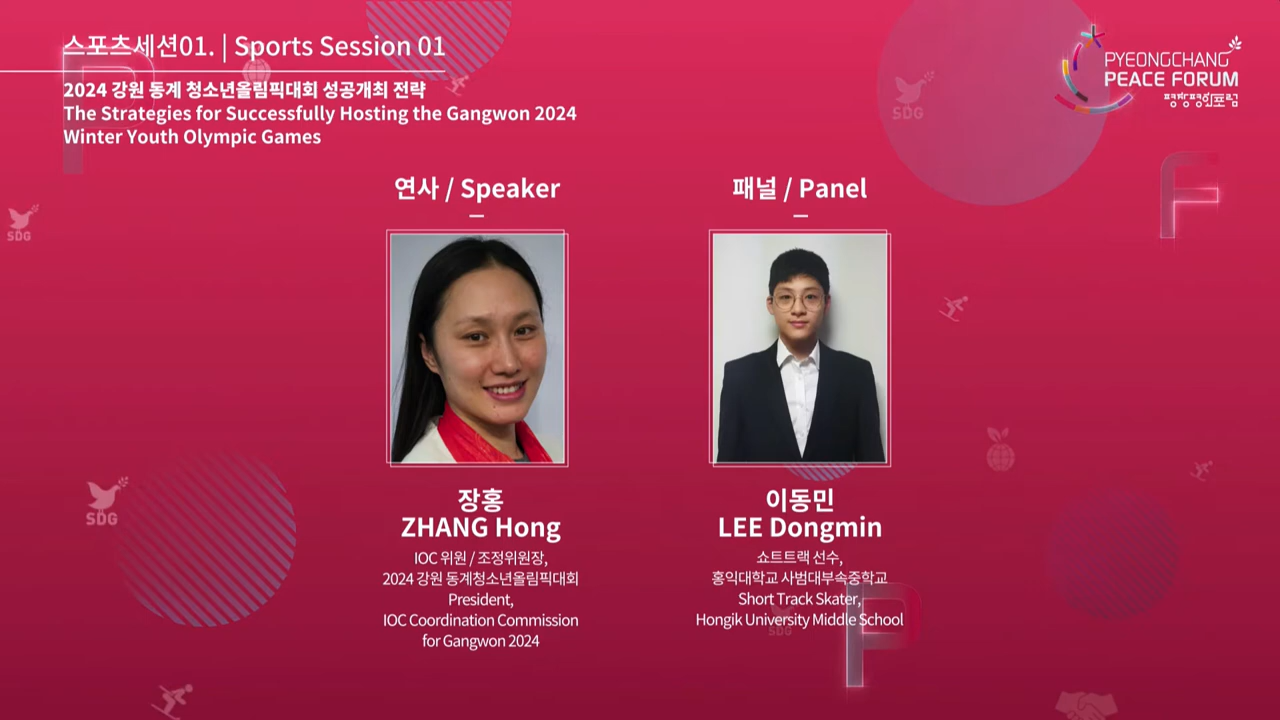 스포츠세션01. | Sports Session 01
2024 강원 동계 청소년올림픽대회 성공개최 전략
The Strategies for Successfully Hosting the Gangwon 2024
Winter Youth Olympic Games
PYEONGCHANG
PEACE FORUM
평창평화포럼
SDG
F
SDG
연사 / Speaker
패널 / Panel
장홍
ZHANG Hong
IOC 위원 / 조정위원장,
2024 강원 동계청소년올림픽대회
President,
IOC Coordination Commission
for Gangwon 2024
이동민
LEE Dongmin
쇼트트랙 선수,
홍익대학교 사범대부속중학교
Short Track Skater,
Hongik University Middle School
SDG
SDG
P
P